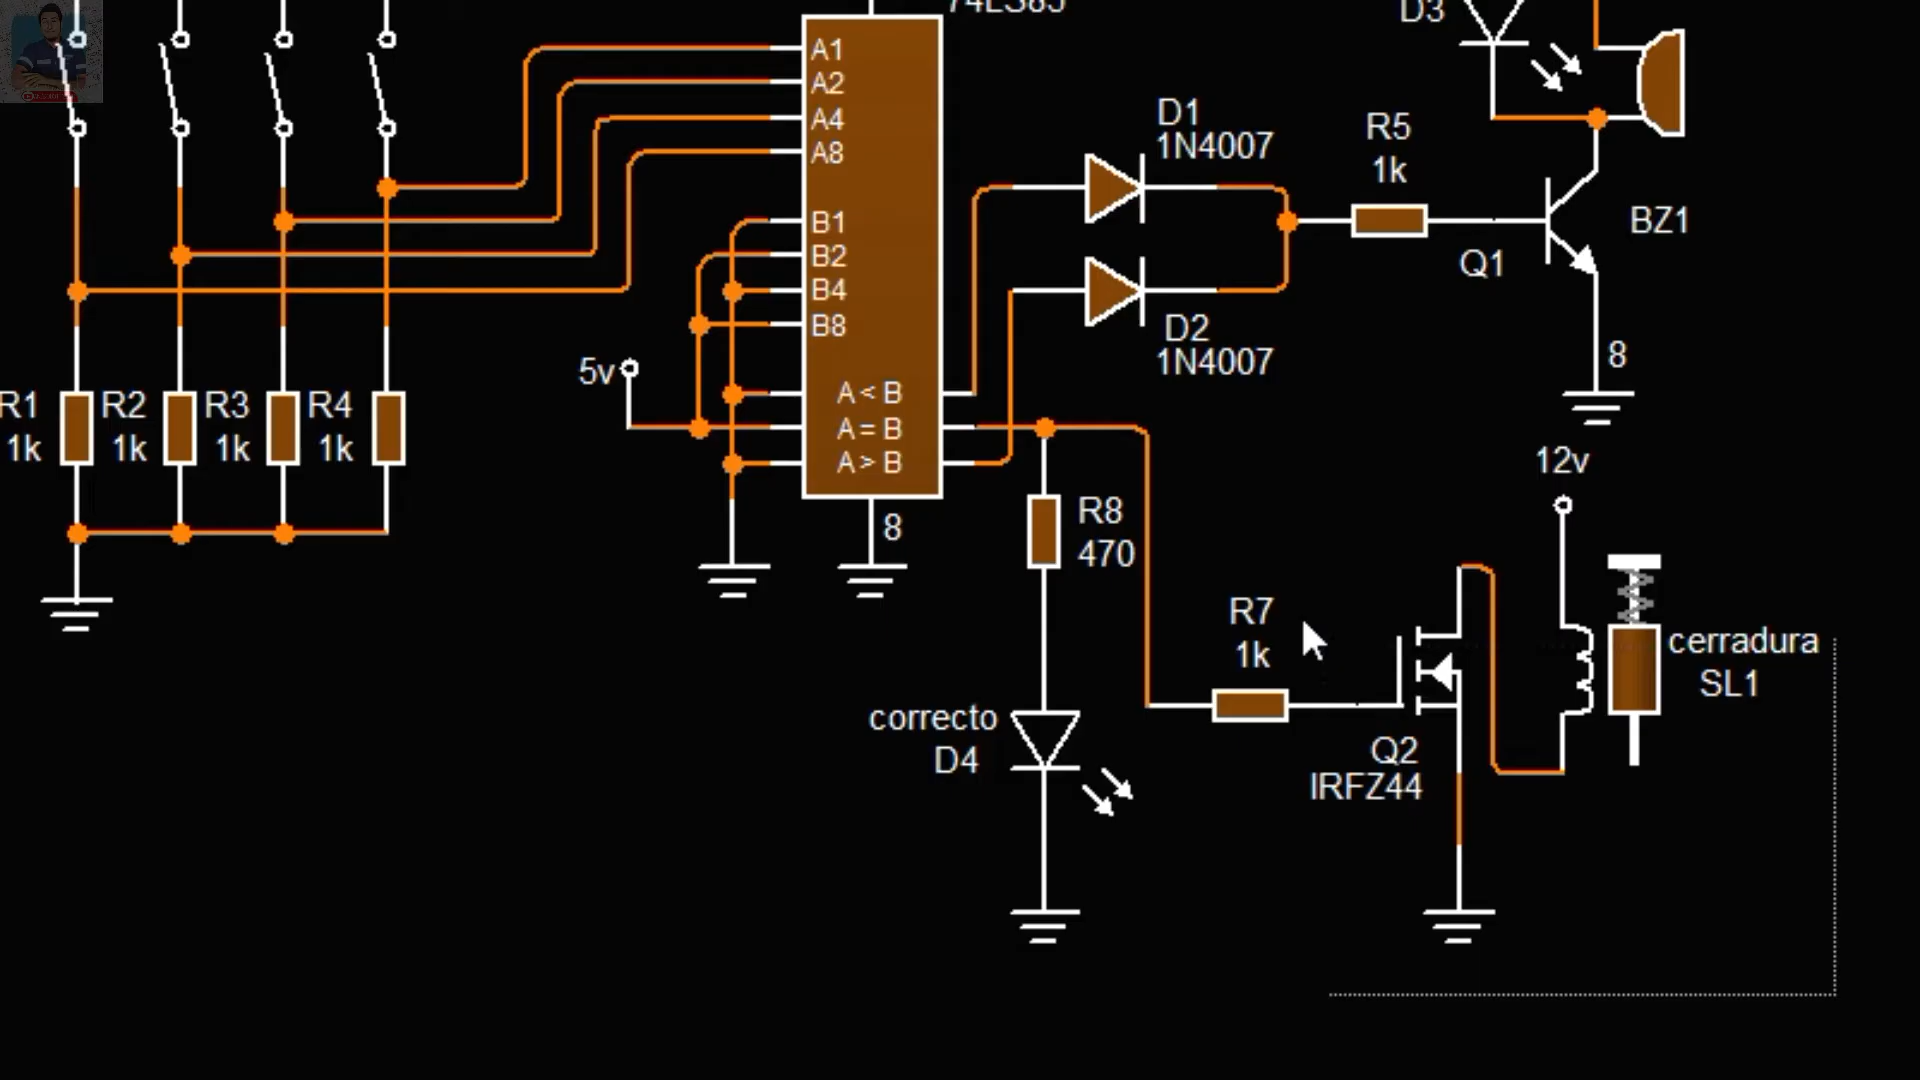 74LS85
D3
A1
A2
A4
A8
B1
B2
B4
B8
A < B
A = B
A > B
8
D1
1N4007
D2
1N4007
R5
1k
Q1
BZ1
8
5v
R1
1k
R2
1k
R3
1k
R4
1k
R8
470
12v
R7
1k
cerradura
SL1
correcto
D4
Q2
IRFZ44